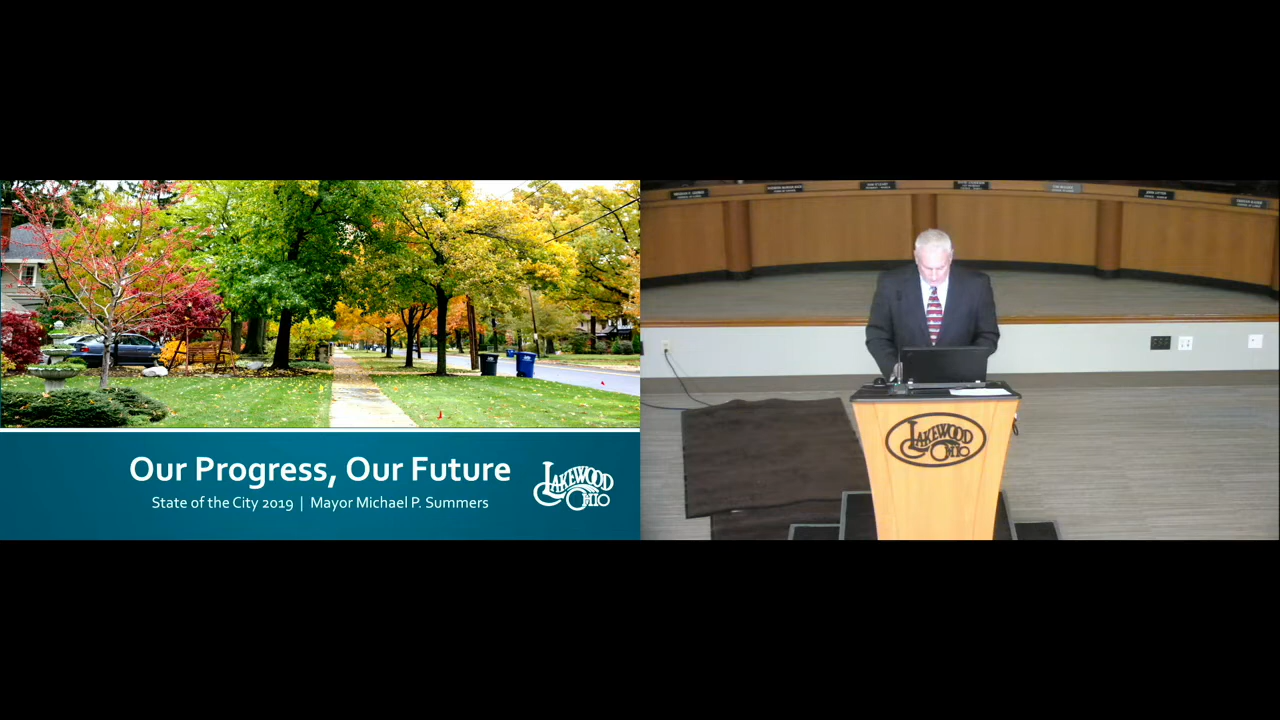 Our Progress, Our Future
State of the City 2019 | Mayor Michael P. Summers
LAKEWOOD
OHIO
LAKEWOOD
OHIO